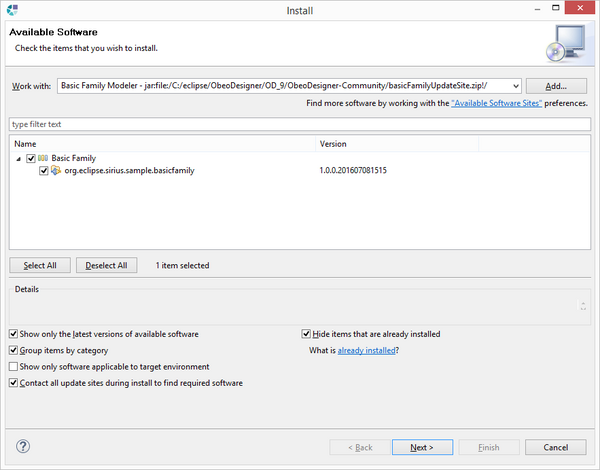 Install
Available Software
Check the items that you wish to install.
Work with: Basic Family Modeler - jar:file:/C:/eclipse/ObeoDesigner/OD_9/ObeoDesigner-Community/basicFamilyUpdateSite.zip!/ Add...
Find more software by working with the "Available Software Sites" preferences.
type filter text
Name Version
Basic Family
org.eclipse.sirius.sample.basicfamily 1.0.0.201607081515
Select All Deselect All 1 item selected
Details
Show only the latest versions of available software Hide items that are already installed
Group items by category What is already installed?
Show only software applicable to target environment
Contact all update sites during install to find required software
? < Back Next > Finish Cancel